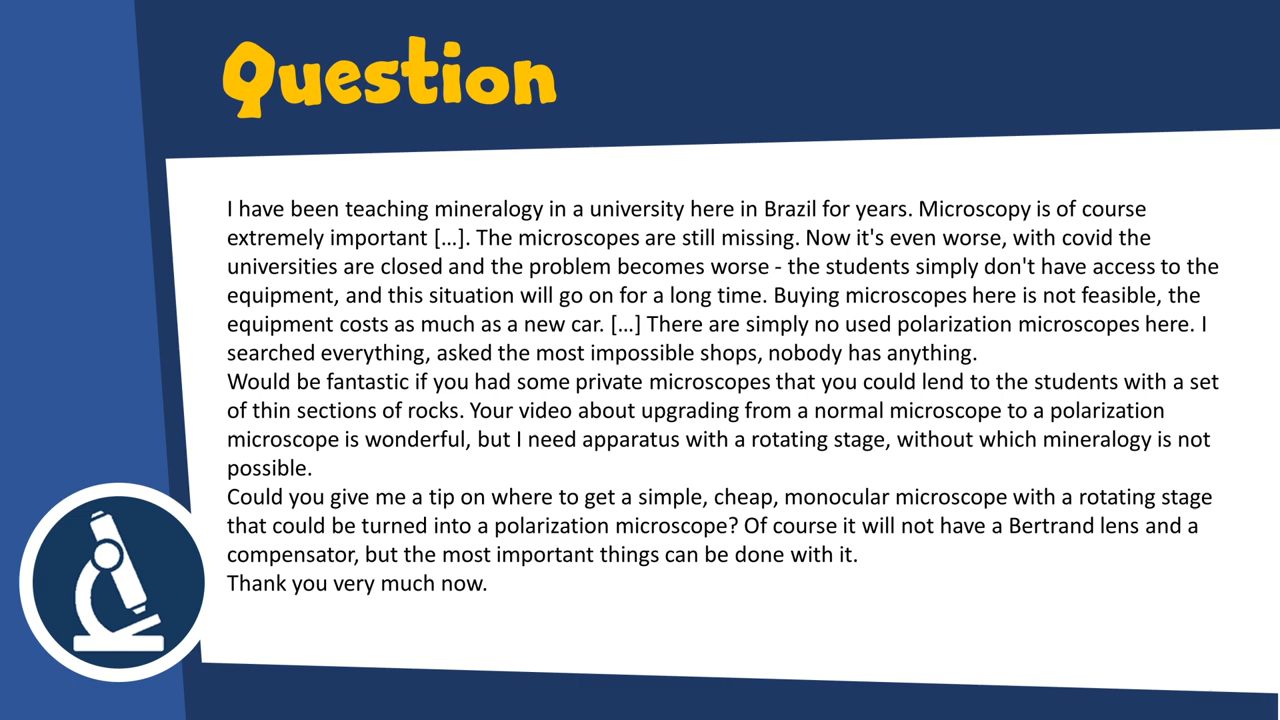 Question
I have been teaching mineralogy in a university here in Brazil for years. Microscopy is of course
extremely important [...]. The microscopes are still missing. Now it's even worse, with covid the
universities are closed and the problem becomes worse - the students simply don't have access to the
equipment, and this situation will go on for a long time. Buying microscopes here is not feasible, the
equipment costs as much as a new car. [...] There are simply no used polarization microscopes here. I
searched everything, asked the most impossible shops, nobody has anything.
Would be fantastic if you had some private microscopes that you could lend to the students with a set
of thin sections of rocks. Your video about upgrading from a normal microscope to a polarization
microscope is wonderful, but I need apparatus with a rotating stage, without which mineralogy is not
possible.
Could you give me a tip on where to get a simple, cheap, monocular microscope with a rotating stage
that could be turned into a polarization microscope? Of course it will not have a Bertrand lens and a
compensator, but the most important things can be done with it.
Thank you very much now.